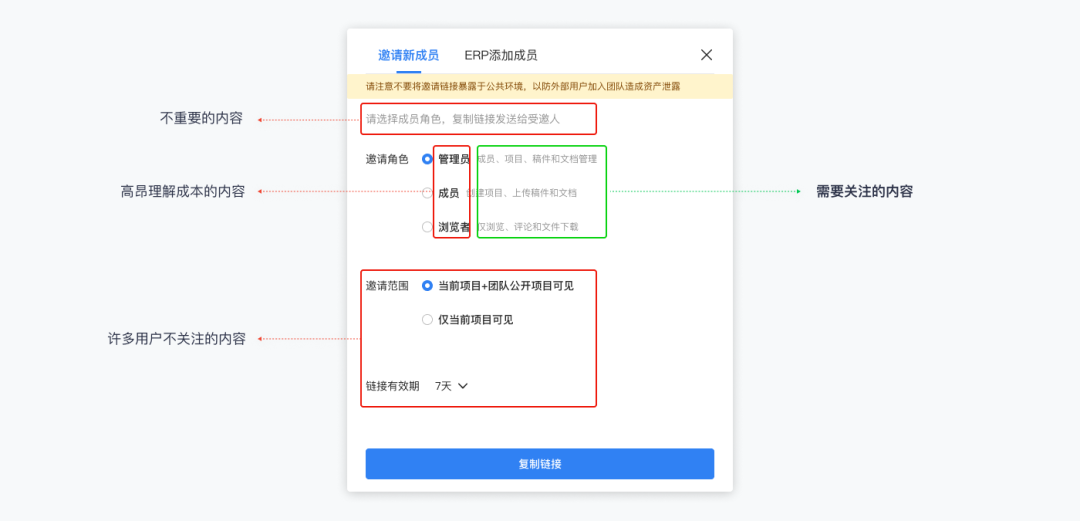 邀请新成员 ERP添加成员
请注意不要将邀请链接暴露于公共环境，以防外部用户加入团队造成资产泄露
不重要的内容
请选择成员角色，复制链接发送给受邀人
邀请角色 管理员 成员、项目、稿件和文档管理
高昂理解成本的内容
成员 创建项目、上传稿件和文档
需要关注的内容
浏览者 仅浏览、评论和文件下载
邀请范围 当前项目+团队公开项目可见
仅当前项目可见
许多用户不关注的内容
链接有效期 7天
复制链接